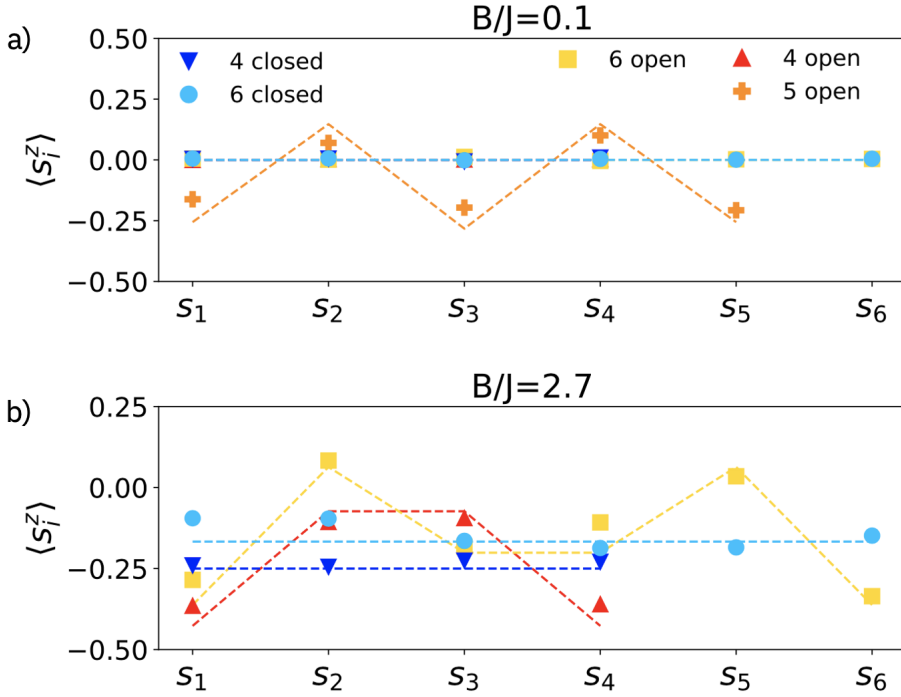 B/J=0.1
a)
0.50
0.25
0.00
−0.25
−0.50
⟨s_i^z⟩
4 closed
6 closed
6 open
4 open
5 open
s₁ s₂ s₃ s₄ s₅ s₆
B/J=2.7
b)
0.25
0.00
−0.25
−0.50
⟨s_i^z⟩
s₁ s₂ s₃ s₄ s₅ s₆